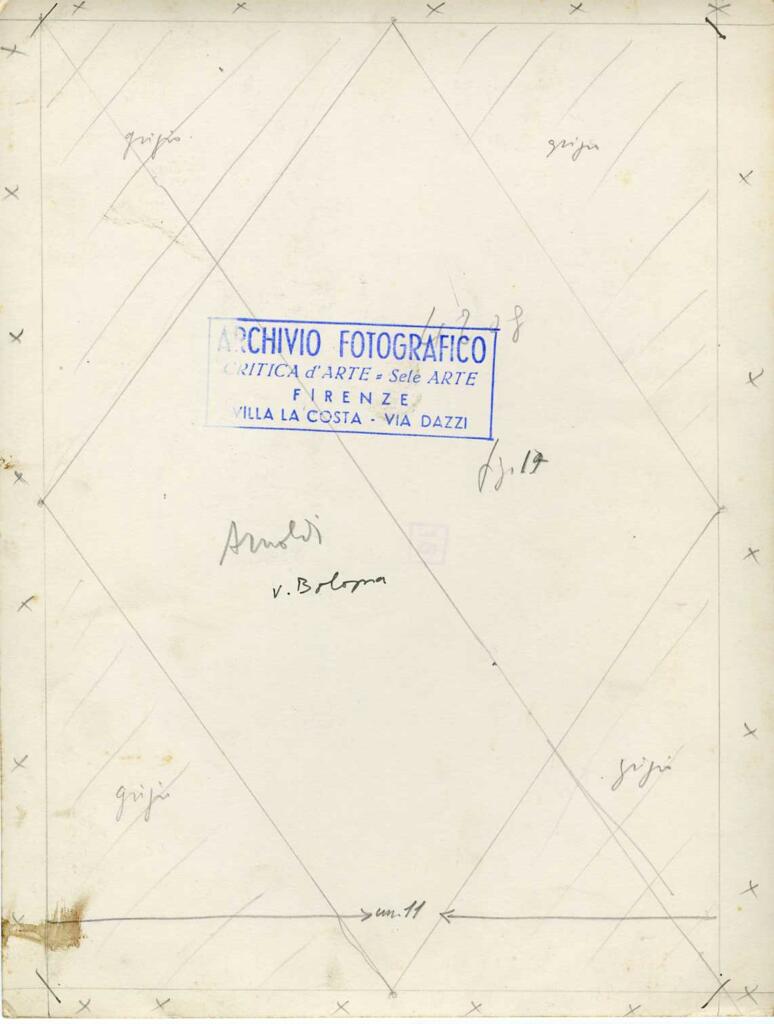 grigio
grigio
ARCHIVIO FOTOGRAFICO
CRITICA d'ARTE = Sele ARTE
FIRENZE
VILLA LA COSTA - VIA DAZZI
fig. 19
Arnoldi
v. Bologna
grigio
grigio
cm. 11